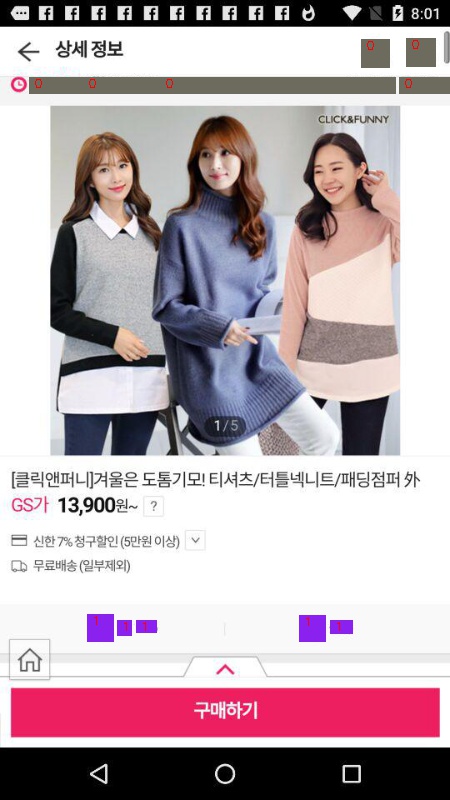 8:01
상세 정보
CLICK&FUNNY
1/5
[클릭앤퍼니]겨울은 도톰기모! 티셔츠/터틀넥니트/패딩점퍼 외
GS가 13,900원~ ?
신한 7% 청구할인 (5만원 이상)
무료배송 (일부제외)
구매하기